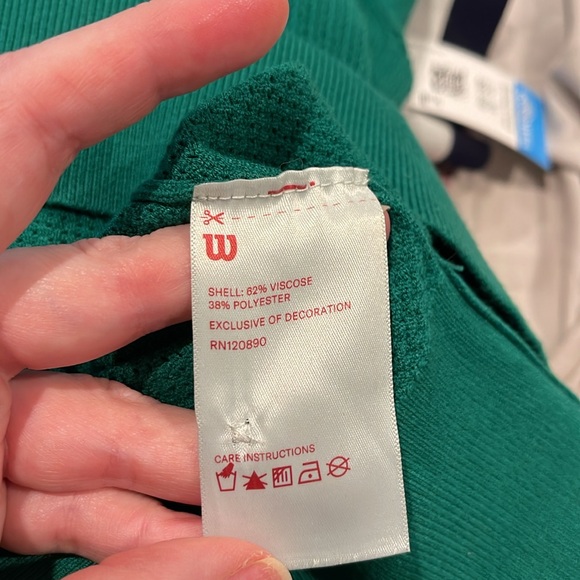 W
SHELL: 62% VISCOSE
38% POLYESTER
EXCLUSIVE OF DECORATION
RN120890
CARE INSTRUCTIONS